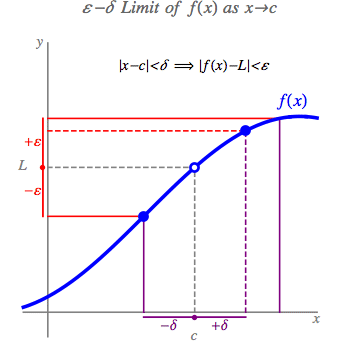 ε−δ Limit of f(x) as x→c
y
|x−c|<δ ⟹ |f(x)−L|<ε
f(x)
+ε
L
−ε
x
−δ +δ
c